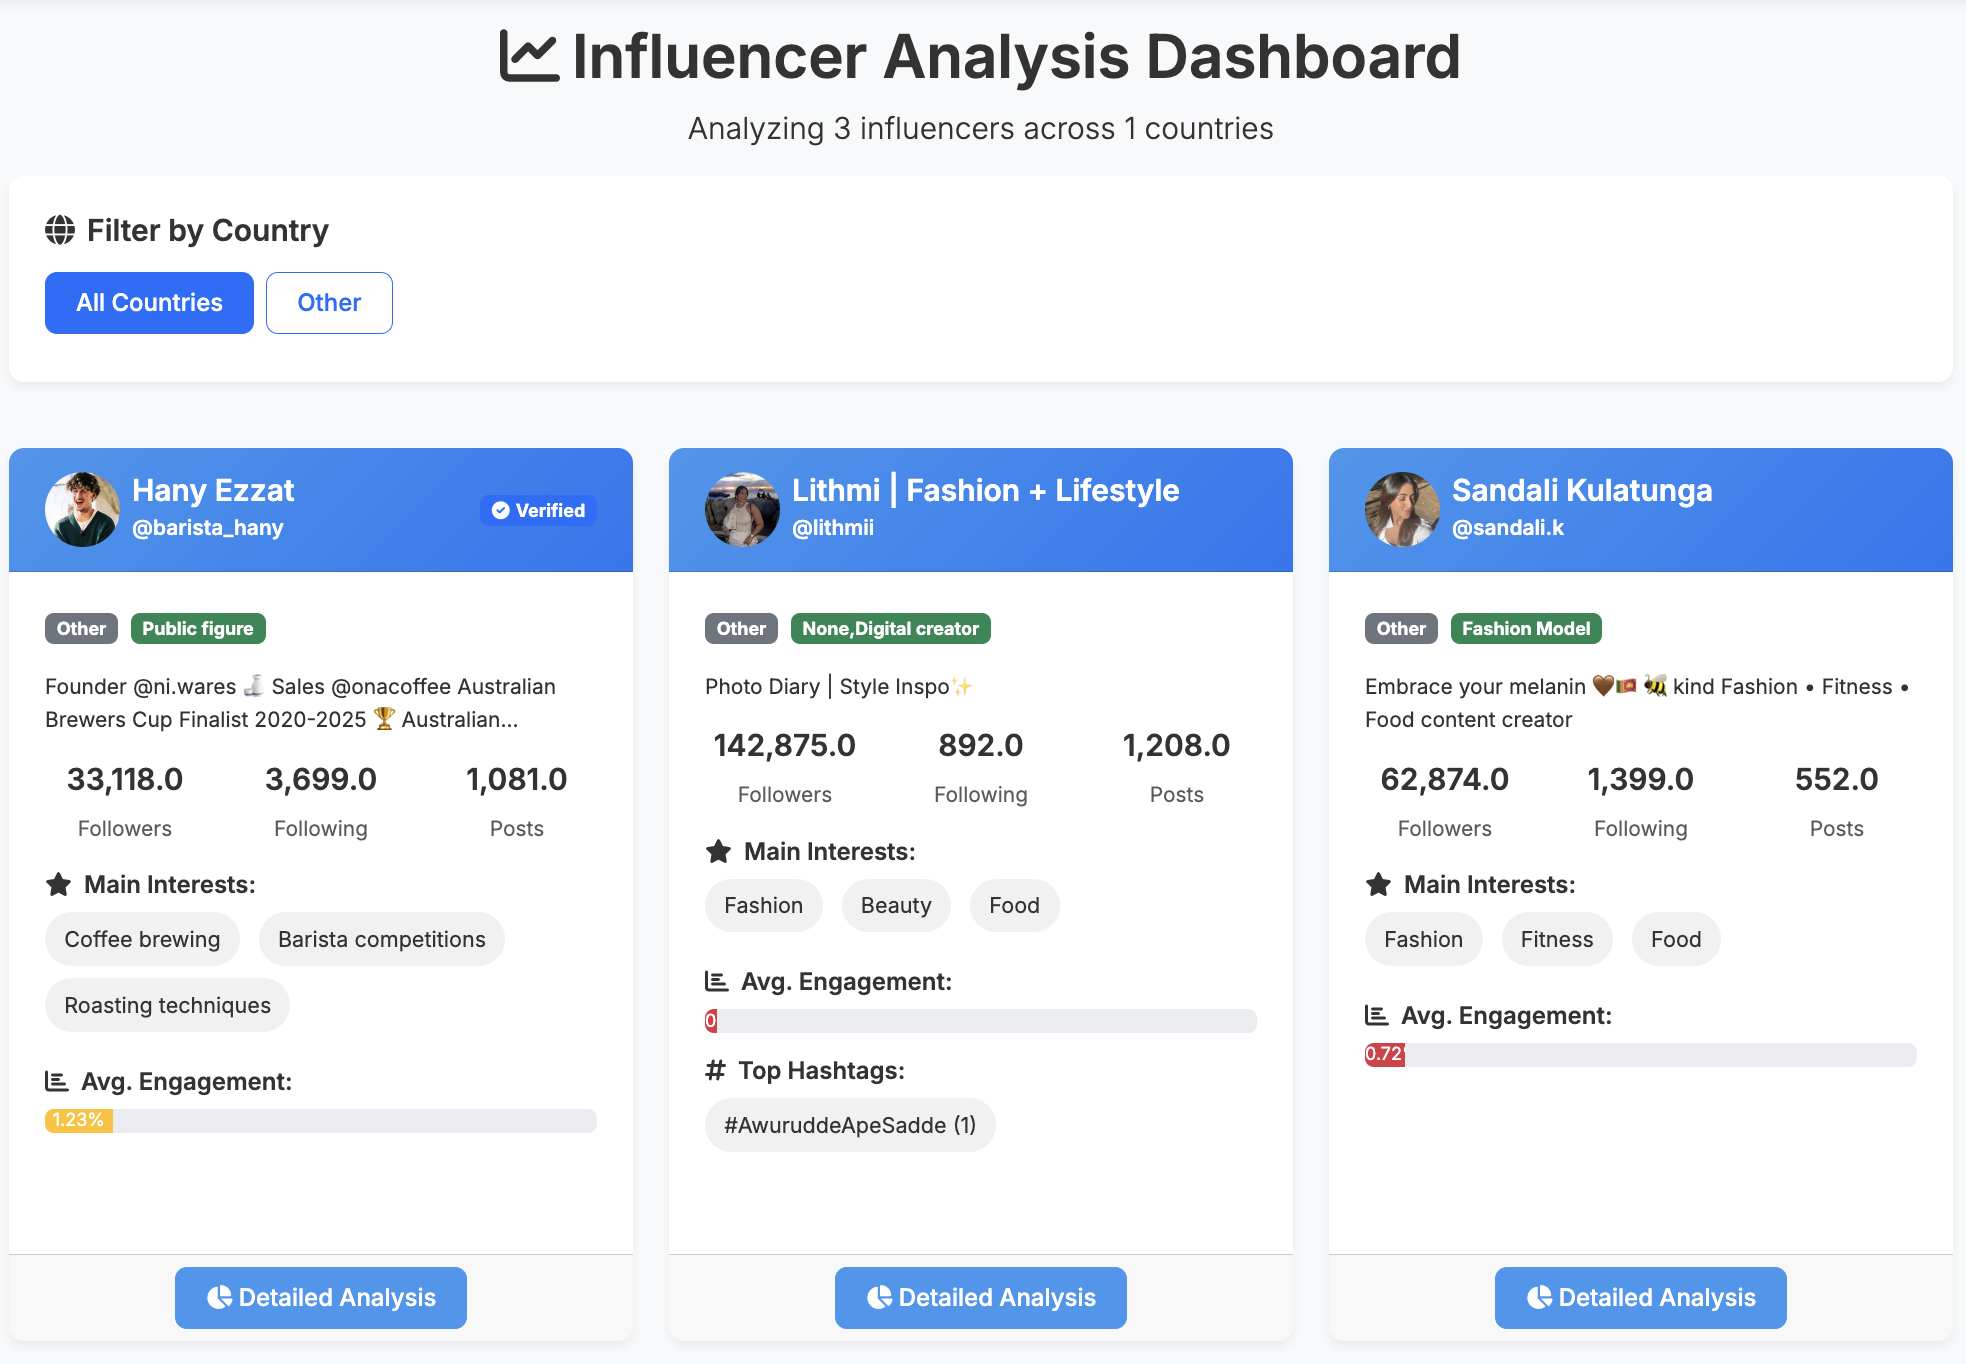 Influencer Analysis Dashboard
Analyzing 3 influencers across 1 countries
Filter by Country
All Countries
Other
Hany Ezzat
@barista_hany
Verified
Other
Public figure
Founder @ni.wares Sales @onacoffee Australian
Brewers Cup Finalist 2020-2025 🏆 Australian...
33,118.0 3,699.0 1,081.0
Followers Following Posts
Main Interests:
Coffee brewing
Barista competitions
Roasting techniques
Avg. Engagement:
1.23%
Detailed Analysis
Lithmi | Fashion + Lifestyle
@lithmii
Other
None,Digital creator
Photo Diary | Style Inspo✨
142,875.0 892.0 1,208.0
Followers Following Posts
Main Interests:
Fashion
Beauty
Food
Avg. Engagement:
0
Top Hashtags:
#AwuruddeApeSadde (1)
Detailed Analysis
Sandali Kulatunga
@sandali.k
Other
Fashion Model
Embrace your melanin 🤎🇱🇰 🐝 kind Fashion • Fitness •
Food content creator
62,874.0 1,399.0 552.0
Followers Following Posts
Main Interests:
Fashion
Fitness
Food
Avg. Engagement:
0.72
Detailed Analysis